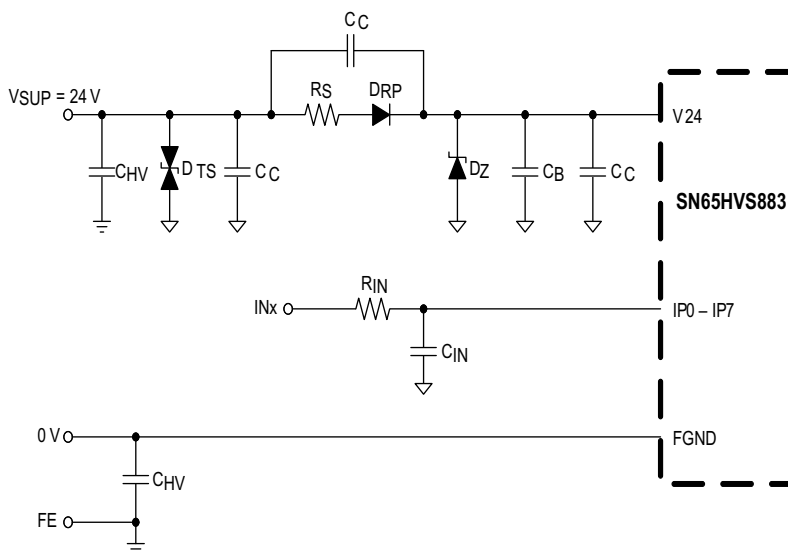 CC
VSUP = 24 V
RS
DRP
V24
CHV
DTS
CC
DZ
CB
CC
SN65HVS883
RIN
INx
IP0 – IP7
CIN
0 V
FGND
CHV
FE